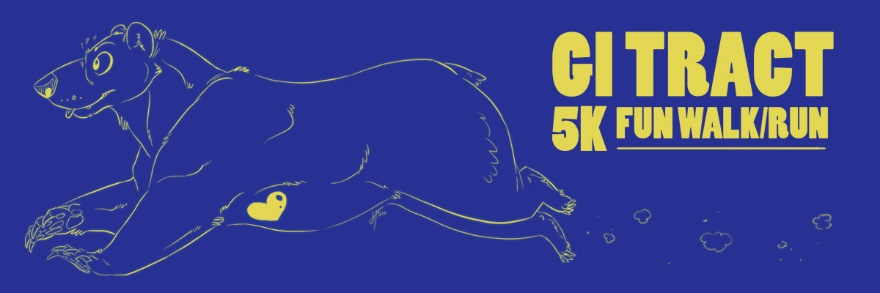 GI TRACT
5K FUN WALK/RUN